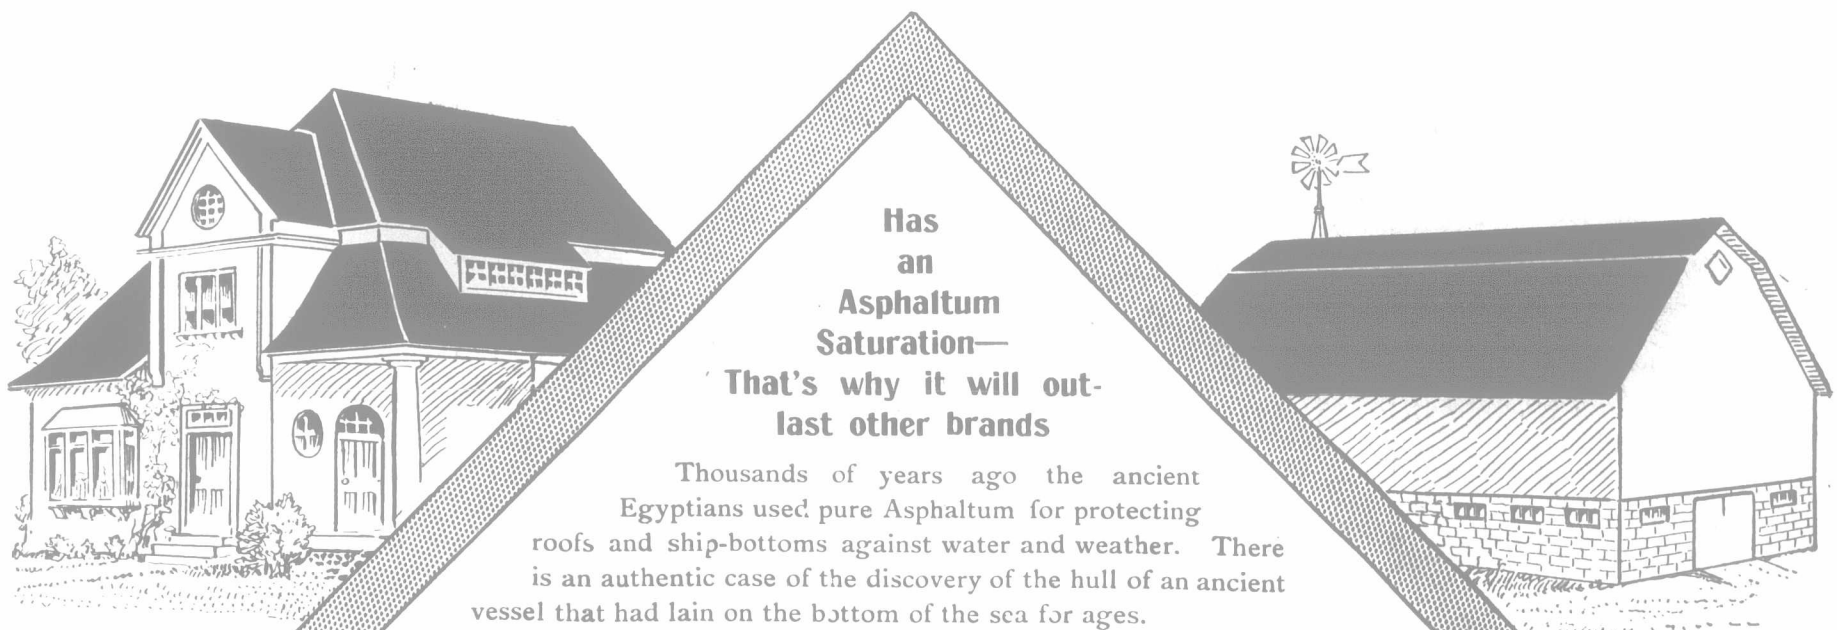 Has
an
Asphaltum
Saturation—
That's why it will out-
last other brands
Thousands of years ago the ancient
Egyptians used pure Asphaltum for protecting
roofs and ship-bottoms against water and weather. There
is an authentic case of the discovery of the hull of an ancient
vessel that had lain on the bottom of the sea for ages.